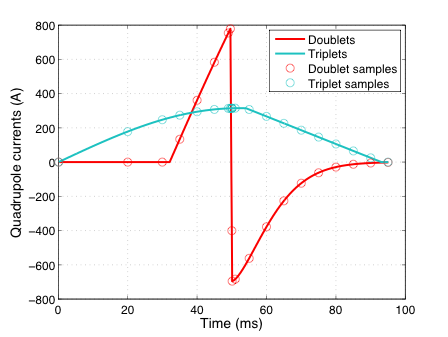 800
600
400
200
0
−200
−400
−600
−800
0
20
40
60
80
100
Time (ms)
Quadrupole currents (A)
Doublets
Triplets
Doublet samples
Triplet samples